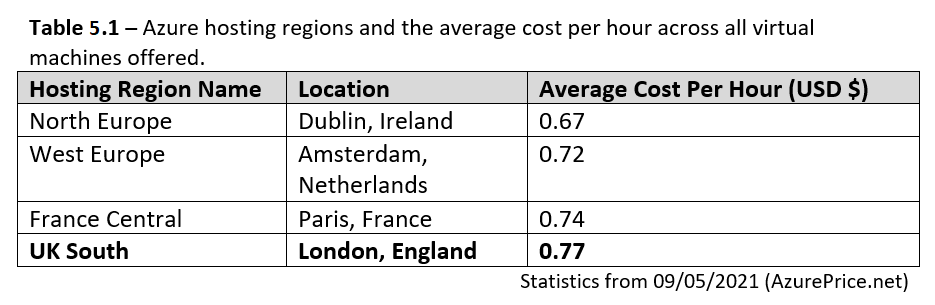 Table 5.1 – Azure hosting regions and the average cost per hour across all virtual
machines offered.
Hosting Region Name Location Average Cost Per Hour (USD $)
North Europe Dublin, Ireland 0.67
West Europe Amsterdam, 0.72
Netherlands
France Central Paris, France 0.74
UK South London, England 0.77
Statistics from 09/05/2021 (AzurePrice.net)